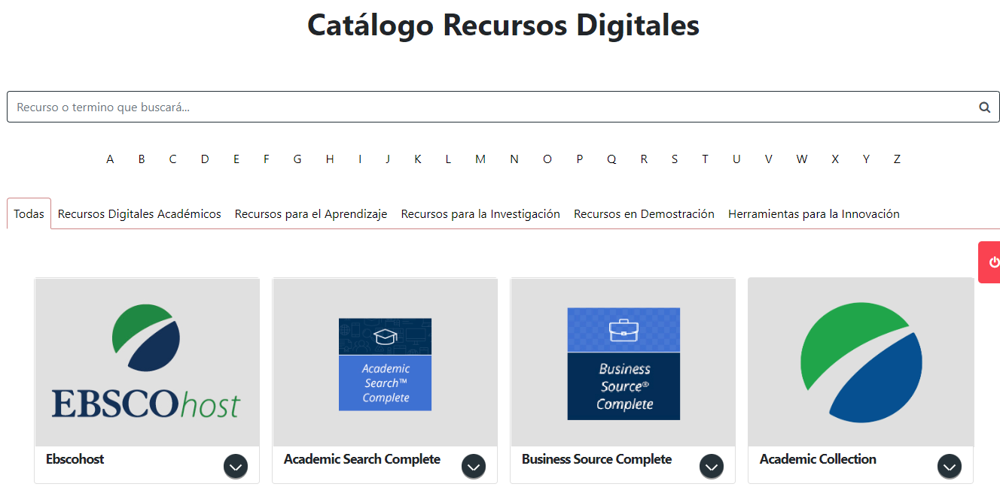 Catálogo Recursos Digitales
Recurso o termino que buscará...
A B C D E F G H I J K L M N O P Q R S T U V W X Y Z
Todas Recursos Digitales Académicos Recursos para el Aprendizaje Recursos para la Investigación Recursos en Demostración Herramientas para la Innovación
EBSCOhost
Academic
Search™
Complete
Business
Source®
Complete
Ebscohost
Academic Search Complete
Business Source Complete
Academic Collection